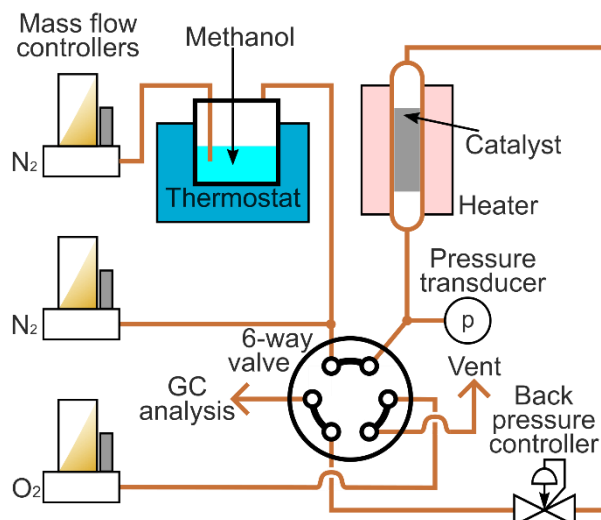 Mass flow
controllers
Methanol
N₂
Thermostat
Catalyst
Heater
Pressure
transducer
p
N₂
6-way
valve
Vent
GC
analysis
Back
pressure
controller
O₂